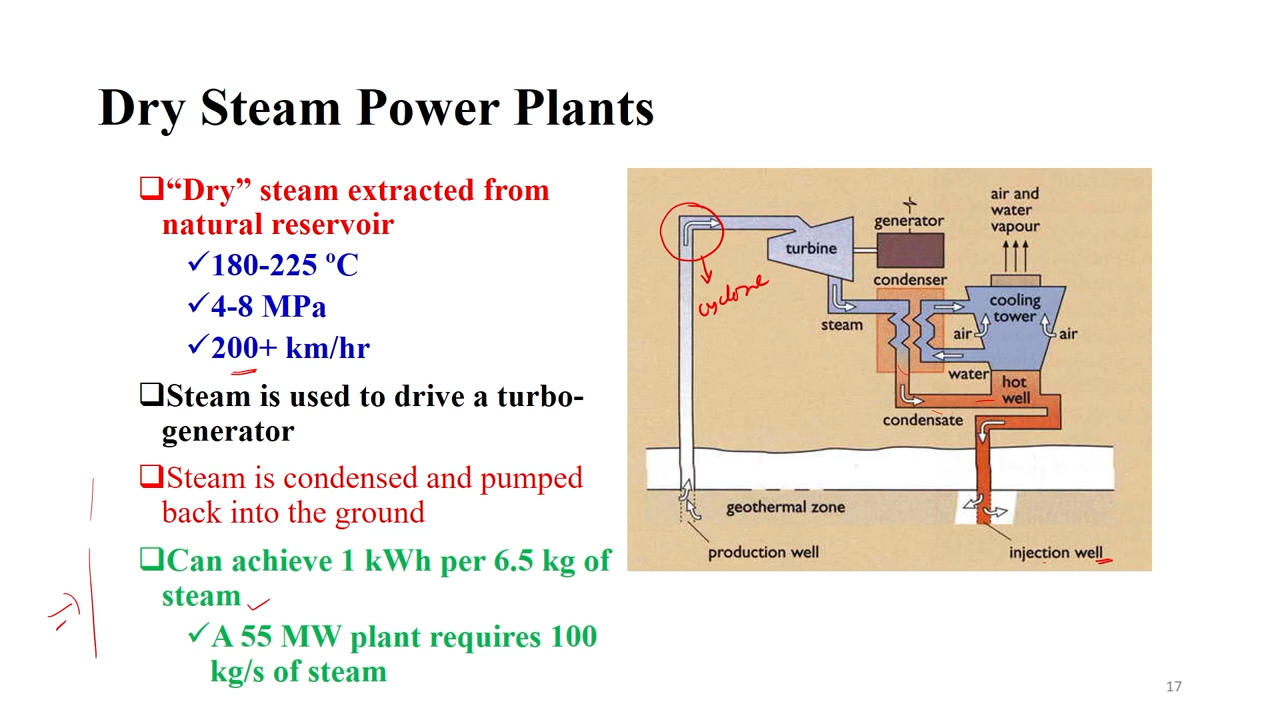 Dry Steam Power Plants
“Dry” steam extracted from
natural reservoir
180-225 ºC
4-8 MPa
200+ km/hr
Steam is used to drive a turbo-
generator
Steam is condensed and pumped
back into the ground
Can achieve 1 kWh per 6.5 kg of
steam
A 55 MW plant requires 100
kg/s of steam
air and
water
vapour
generator
turbine
condenser
cyclone
cooling
tower
steam
air
air
water
hot
well
condensate
geothermal zone
production well
injection well
17